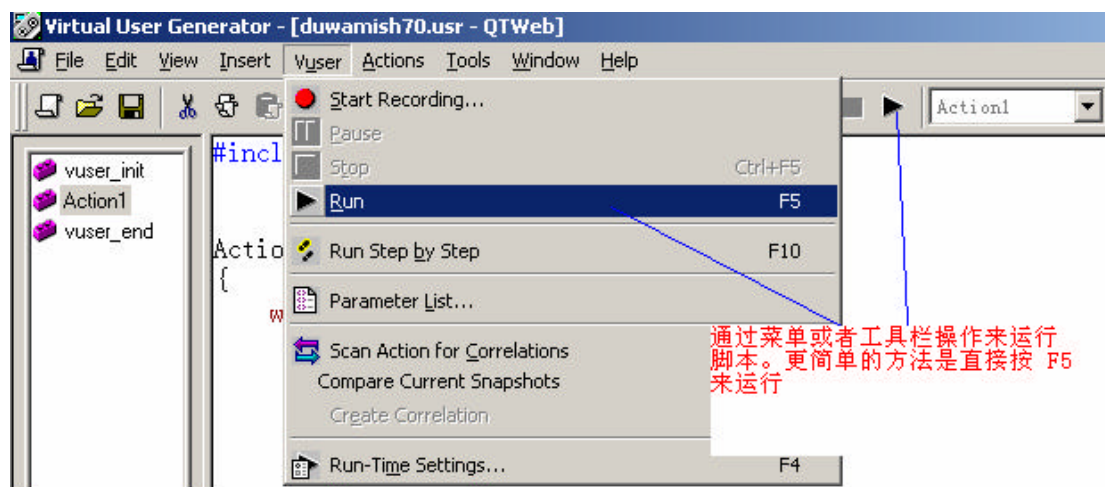 Virtual User Generator - [duwamish70.usr - QTWeb]
File Edit View Insert Vuser Actions Tools Window Help
Action1
vuser_init
Action1
vuser_end
#incl
Actio
{
w
Start Recording...
Pause
Stop Ctrl+F5
Run F5
Run Step by Step F10
Parameter List...
Scan Action for Correlations
Compare Current Snapshots
Create Correlation
Run-Time Settings... F4
通过菜单或者工具栏操作来运行
脚本。更简单的方法是直接按 F5
来运行